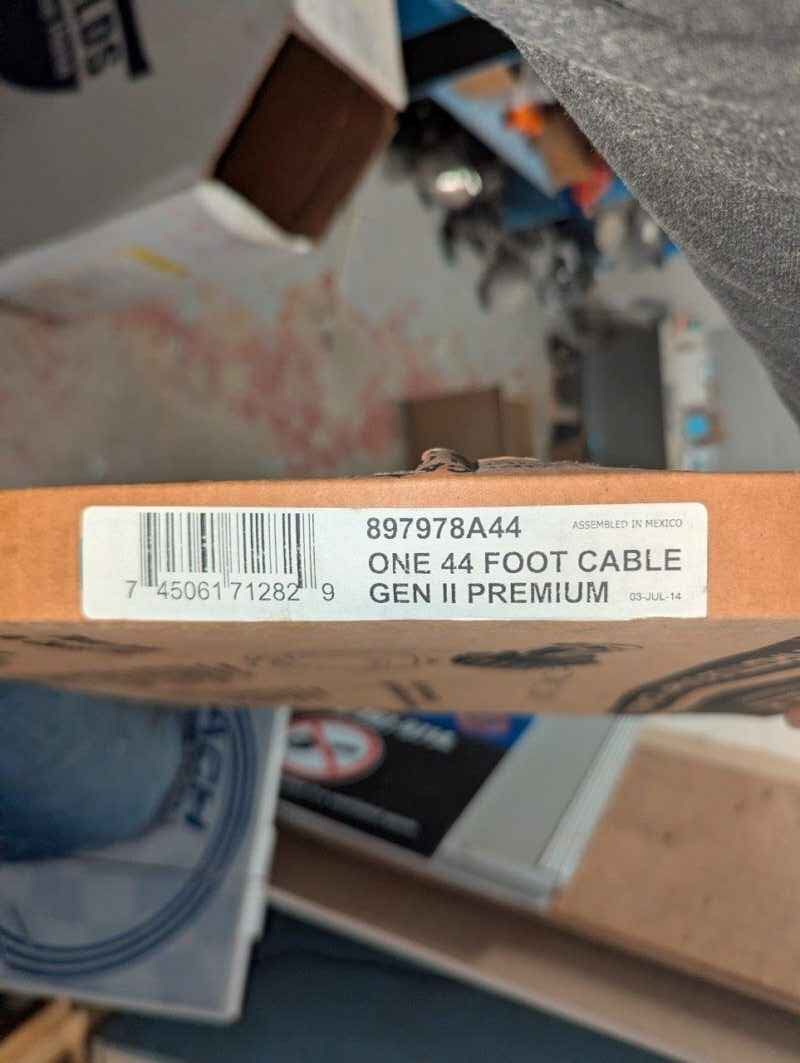 897978A44
ASSEMBLED IN MEXICO
ONE 44 FOOT CABLE
GEN II PREMIUM
03-JUL-14
7 45061 71282 9